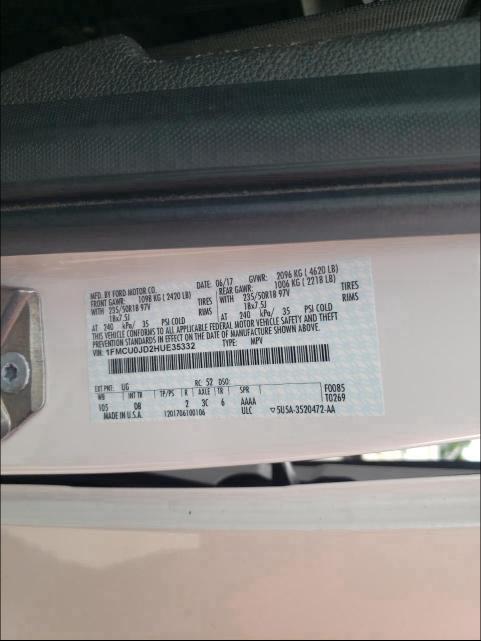 MFD. BY FORD MOTOR CO.
06/17 GVWR: 2096 KG ( 4620 LB)
FRONT GAWR: 1098 KG ( 2420 LB) REAR GAWR: 1006 KG ( 2218 LB)
WITH 235/50R18 97V TIRES WITH 235/50R18 97V TIRES
18x7.5J RIMS 18x7.5J RIMS
AT 240 kPa/ 35 PSI COLD AT 240 kPa/ 35 PSI COLD
THIS VEHICLE CONFORMS TO ALL APPLICABLE FEDERAL MOTOR VEHICLE SAFETY AND THEFT PREVENTION STANDARDS IN EFFECT ON THE DATE OF MANUFACTURE SHOWN ABOVE.
VIN: 1FMCU0JD2HUE35332 TYPE: MPV
EXT PNT: UG RC: 52 DSO:
WB TP/PS R AXLE TR SPR F0085
105 DB 2 3C 6 AAAA T0269
MADE IN U.S.A. 1201706100106 ULC ▽5USA-3520472-AA